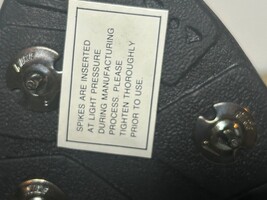 SPIKES ARE INSERTED
AT LIGHT PRESSURE
DURING MANUFACTURING
PROCESS. PLEASE
TIGHTEN THOROUGHLY
PRIOR TO USE.